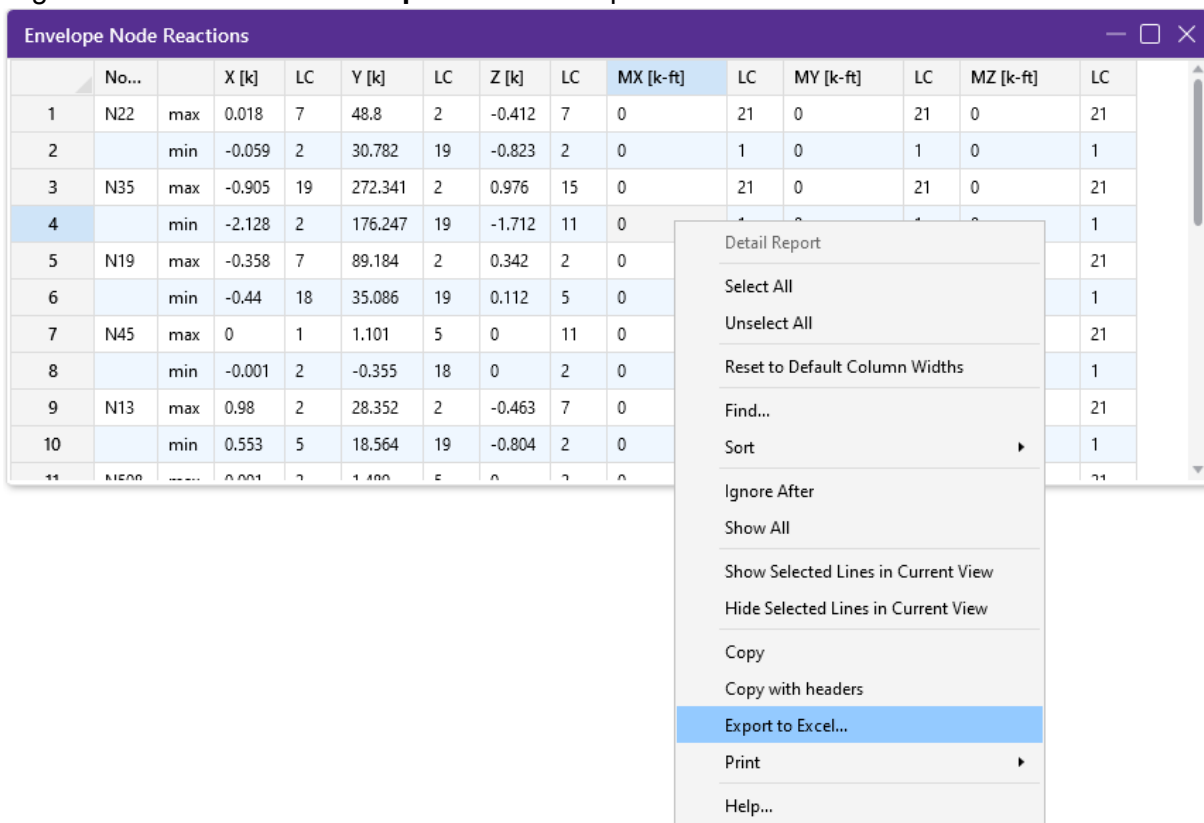 Envelope Node Reactions
No... X [k] LC Y [k] LC Z [k] LC MX [k-ft] LC MY [k-ft] LC MZ [k-ft] LC
1 N22 max 0.018 7 48.8 2 -0.412 7 0 21 0 21 0 21
2 min -0.059 2 30.782 19 -0.823 2 0 1 0 1 0 1
3 N35 max -0.905 19 272.341 2 0.976 15 0 21 0 21 0 21
4 min -2.128 2 176.247 19 -1.712 11 0 1
5 N19 max -0.358 7 89.184 2 0.342 2 0 21
6 min -0.44 18 35.086 19 0.112 5 0 1
7 N45 max 0 1 1.101 5 0 11 0 21
8 min -0.001 2 -0.355 18 0 2 0 1
9 N13 max 0.98 2 28.352 2 -0.463 7 0 21
10 min 0.553 5 18.564 19 -0.804 2 0 1
Detail Report
Select All
Unselect All
Reset to Default Column Widths
Find...
Sort
Ignore After
Show All
Show Selected Lines in Current View
Hide Selected Lines in Current View
Copy
Copy with headers
Export to Excel...
Print
Help...